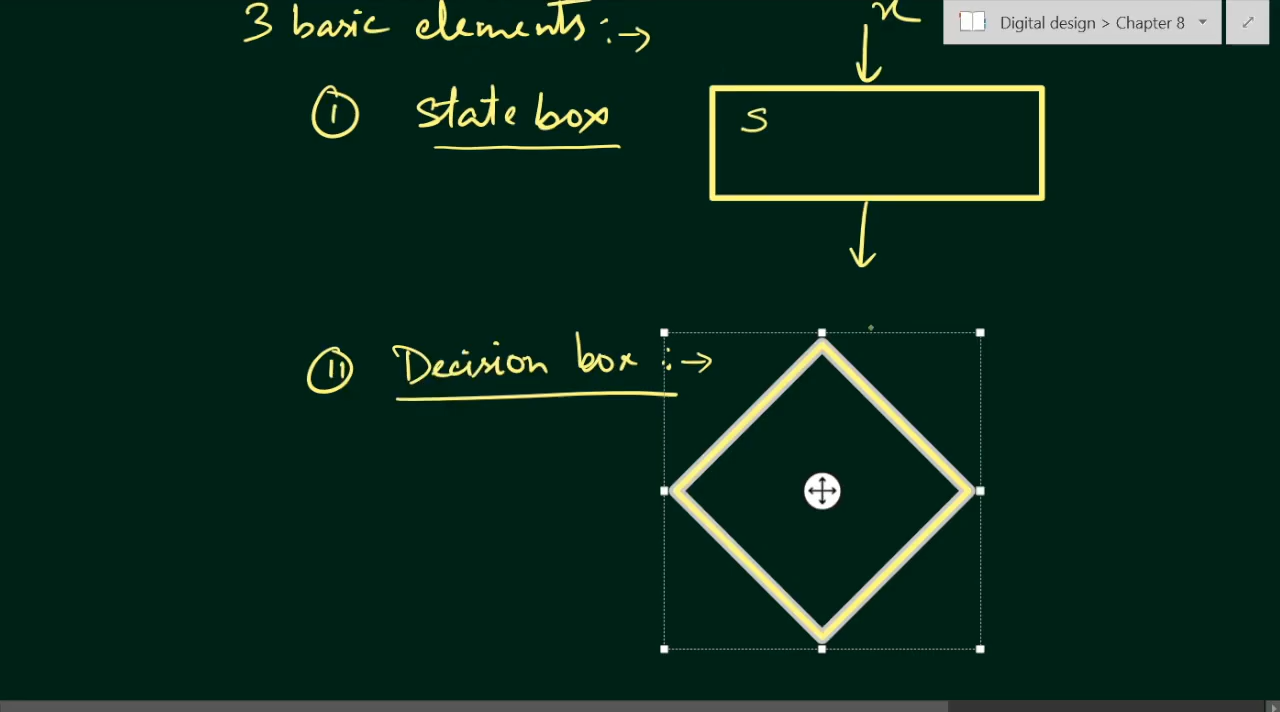 3 basic elements :→
x
Digital design > Chapter 8
① State box
S
⑪ Decision box :→